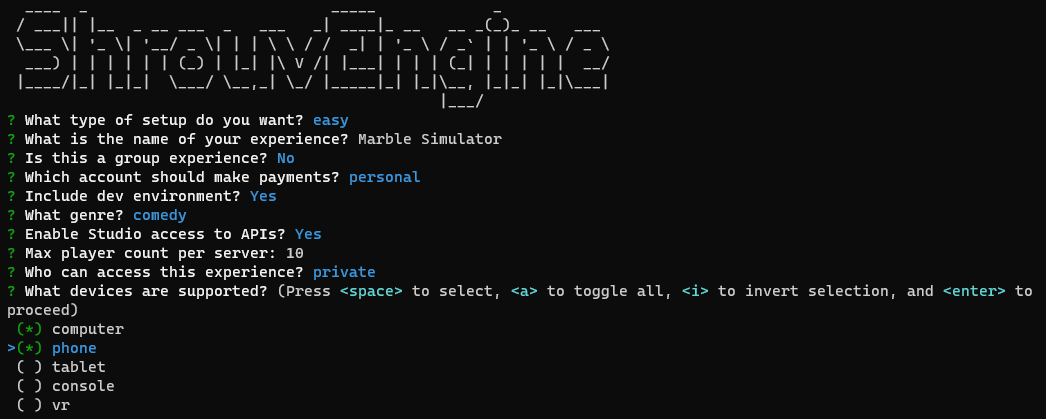 ShrouvEngine
? What type of setup do you want? easy
? What is the name of your experience? Marble Simulator
? Is this a group experience? No
? Which account should make payments? personal
? Include dev environment? Yes
? What genre? comedy
? Enable Studio access to APIs? Yes
? Max player count per server: 10
? Who can access this experience? private
? What devices are supported? (Press <space> to select, <a> to toggle all, <i> to invert selection, and <enter> to
proceed)
(*) computer
>(*) phone
( ) tablet
( ) console
( ) vr